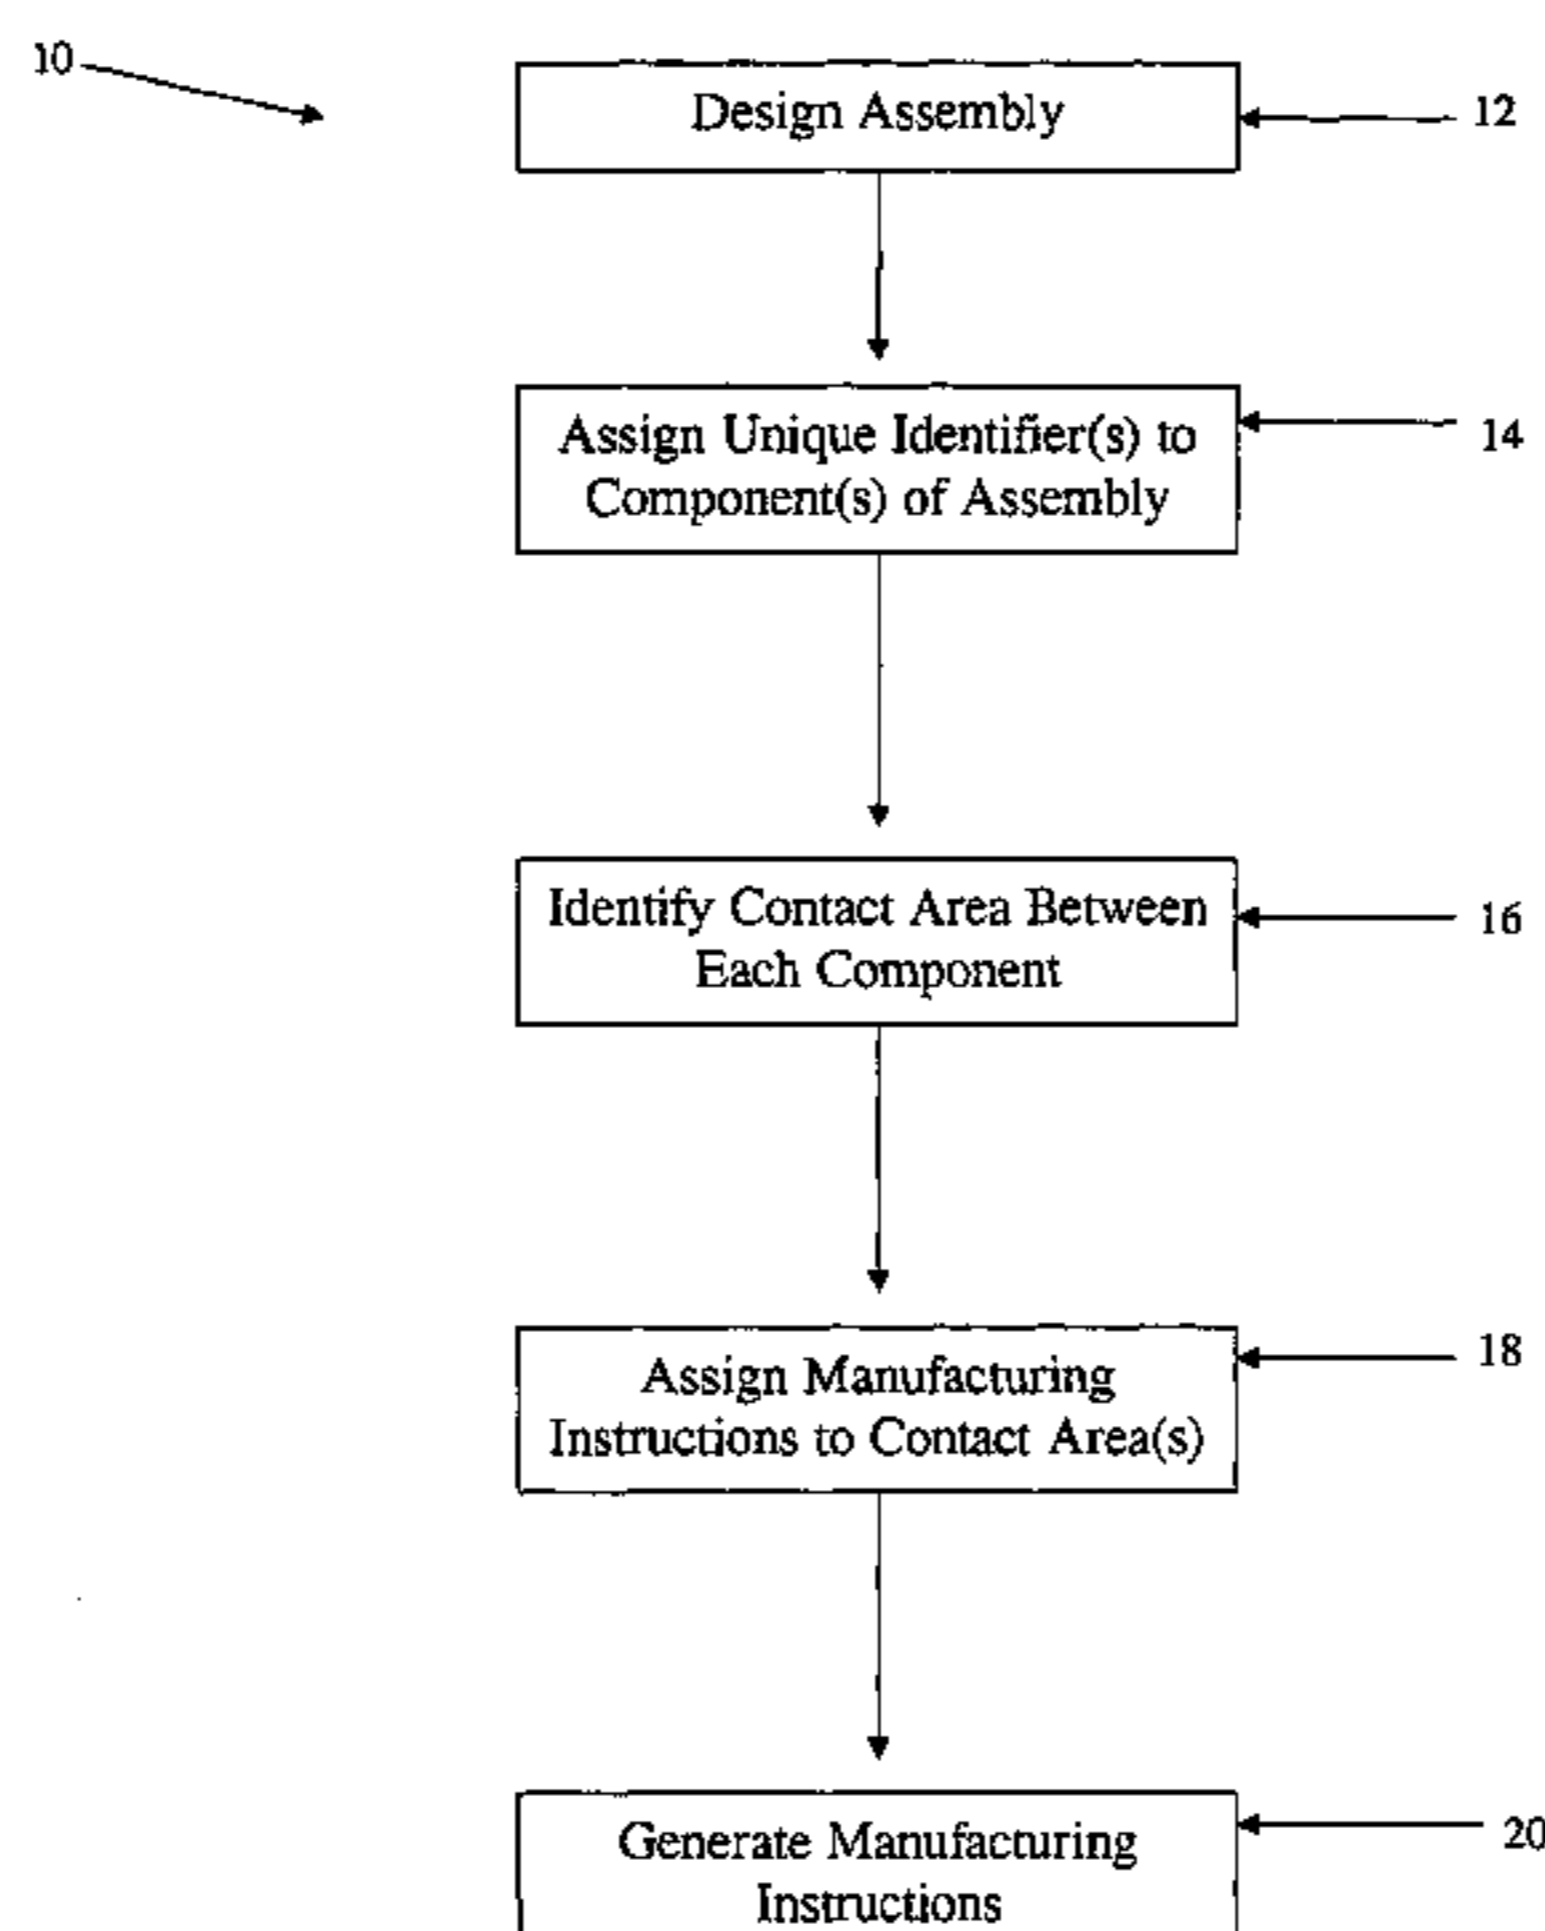 10
Design Assembly
12
Assign Unique Identifier(s) to
Component(s) of Assembly
14
Identify Contact Area Between
Each Component
16
Assign Manufacturing
Instructions to Contact Area(s)
18
Generate Manufacturing
Instructions
20